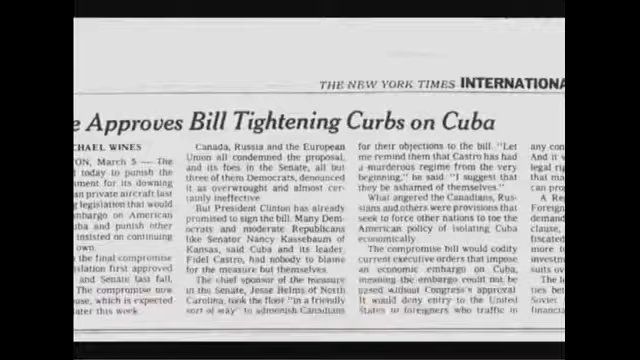 THE NEW YORK TIMES INTERNATIONA
e Approves Bill Tightening Curbs on Cuba
CHAEL WINES
ON, March 5 — The
l today to punish the
nment for its downing
an private aircraft last
g legislation that would
mbargo on American
uba and punish other
insisted on continuing
own.
the final compromise
slation first approved
and Senate last fall,
The compromise now
use, which is expected
later this week.
Canada, Russia and the European
Union all condemned the proposal,
and its foes in the Senate, all but
three of them Democrats, denounced
it as overwrought and almost cer-
tainly ineffective.
But President Clinton has already
promised to sign the bill. Many Dem-
ocrats and moderate Republicans
like Senator Nancy Kassebaum of
Kansas, said Cuba and its leader,
Fidel Castro, had nobody to blame
for the measure but themselves.
The chief sponsor of the measure
in the Senate, Jesse Helms of North
Carolina, took the floor "in a friendly
sort of way" to admonish Canadians
for their objections to the bill. "Let
me remind them that Castro has had
a murderous regime from the very
beginning," he said. "I suggest that
they be ashamed of themselves."
What angered the Canadians, Rus-
sians and others were provisions that
seek to force other nations to toe the
American policy of isolating Cuba
economically.
The compromise bill would codify
current executive orders that impose
an economic embargo on Cuba,
meaning the embargo could not be
eased without Congress's approval.
It would deny entry to the United
States to foreigners who traffic in
any con
And it w
legal rig
that ma
can pro
A Re
Foreign
demand
clause,
fiscated
more to
investm
suits ov
The le
ties be
Soviet
financia